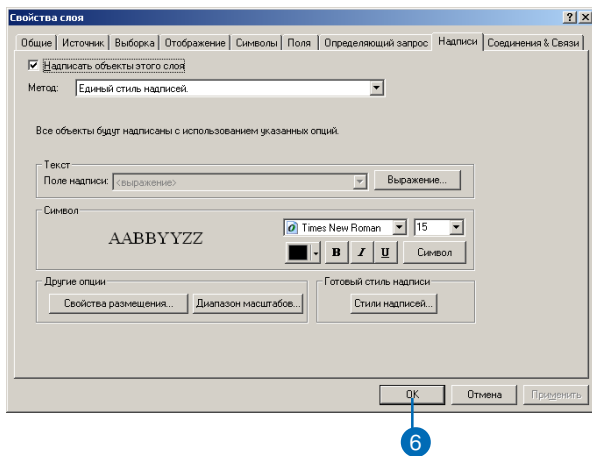 Свойства слоя
Общие Источник Выборка Отображение Символы Поля Определяющий запрос Надписи Соединения & Связи
Надписать объекты этого слоя
Метод: Единый стиль надписей.
Все объекты будут надписаны с использованием указанных опций.
Текст
Поле надписи: <выражение> Выражение...
Символ
AABBYYZZ
Times New Roman 15
B I U Символ
Другие опции Готовый стиль надписи
Свойства размещения... Диапазон масштабов... Стили надписей...
OK Отмена Применить
6